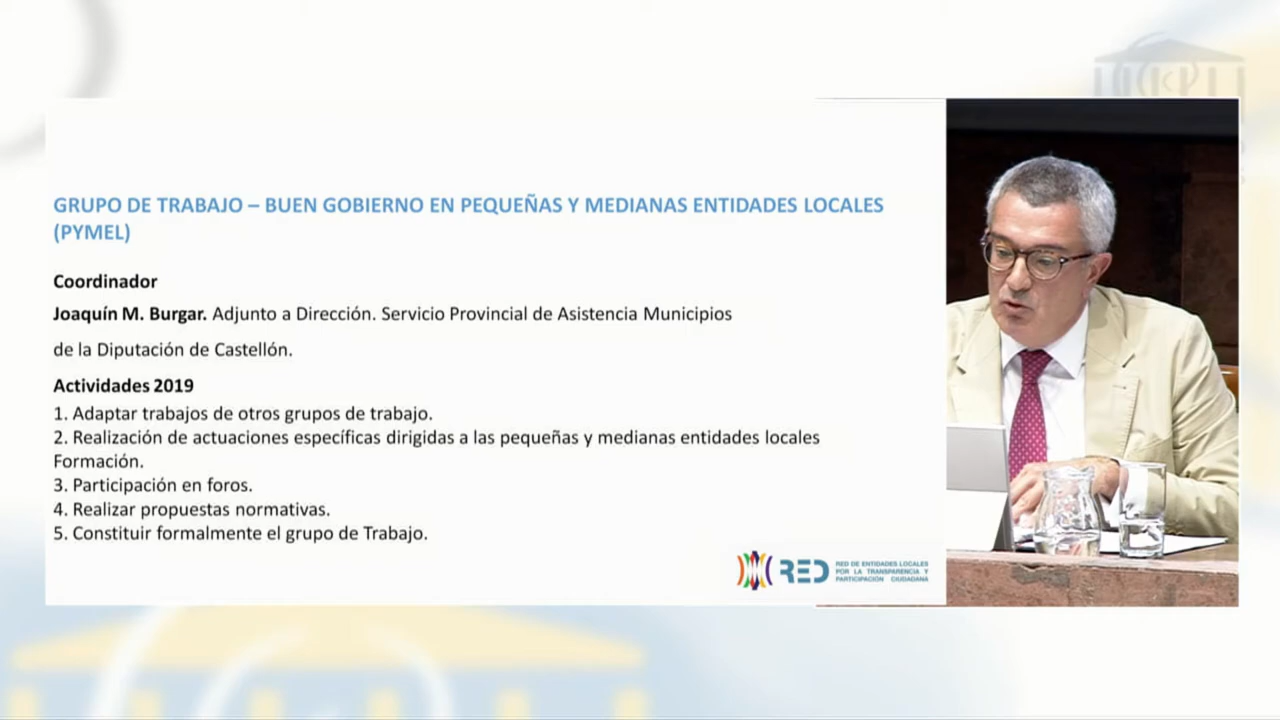 GRUPO DE TRABAJO – BUEN GOBIERNO EN PEQUEÑAS Y MEDIANAS ENTIDADES LOCALES
(PYMEL)
Coordinador
Joaquín M. Burgar. Adjunto a Dirección. Servicio Provincial de Asistencia Municipios
de la Diputación de Castellón.
Actividades 2019
1. Adaptar trabajos de otros grupos de trabajo.
2. Realización de actuaciones específicas dirigidas a las pequeñas y medianas entidades locales
Formación.
3. Participación en foros.
4. Realizar propuestas normativas.
5. Constituir formalmente el grupo de Trabajo.
RED
RED DE ENTIDADES LOCALES
POR LA TRANSPARENCIA Y
PARTICIPACIÓN CIUDADANA